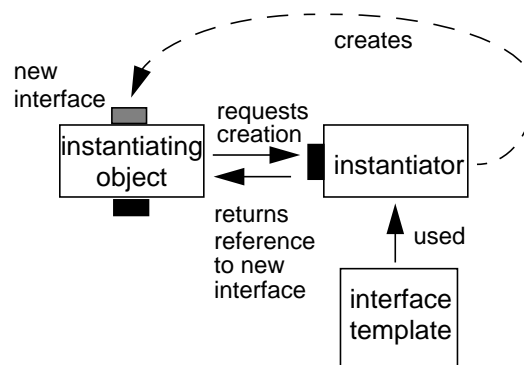 creates
new
interface
requests
creation
instantiating
object
instantiator
returns
reference
to new
interface
used
interface
template